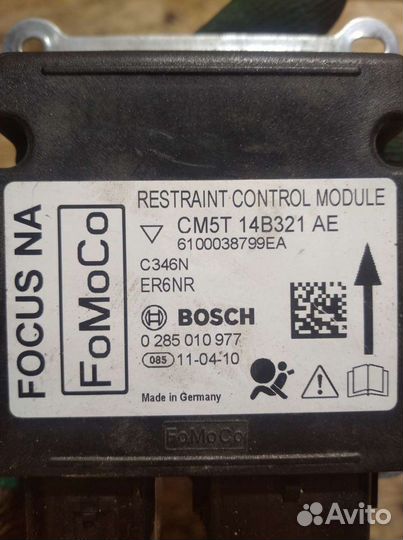 FOCUS NA
FoMoCo
RESTRAINT CONTROL MODULE
CM5T 14B321 AE
6100038799EA
C346N
ER6NR
BOSCH
0 285 010 977
085 11-04-10
Made in Germany
FoMoCo
Avito